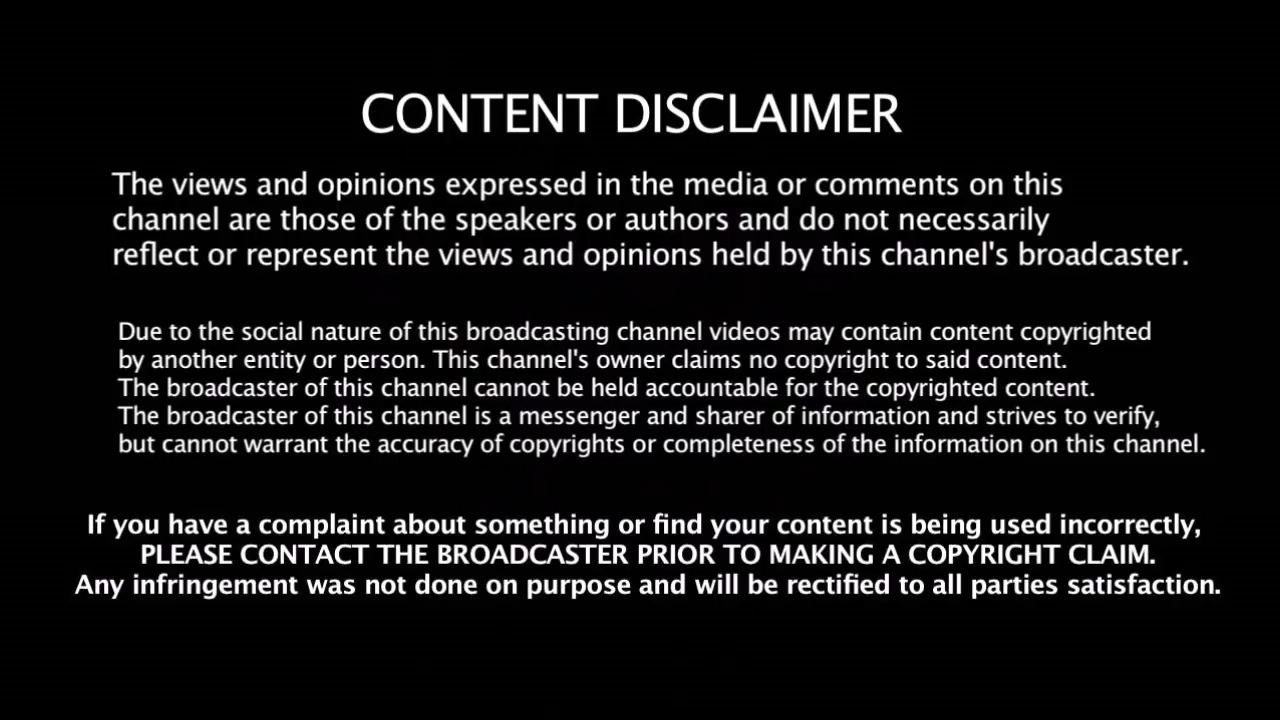 CONTENT DISCLAIMER
The views and opinions expressed in the media or comments on this
channel are those of the speakers or authors and do not necessarily
reflect or represent the views and opinions held by this channel's broadcaster.
Due to the social nature of this broadcasting channel videos may contain content copyrighted
by another entity or person. This channel's owner claims no copyright to said content.
The broadcaster of this channel cannot be held accountable for the copyrighted content.
The broadcaster of this channel is a messenger and sharer of information and strives to verify,
but cannot warrant the accuracy of copyrights or completeness of the information on this channel.
If you have a complaint about something or find your content is being used incorrectly,
PLEASE CONTACT THE BROADCASTER PRIOR TO MAKING A COPYRIGHT CLAIM.
Any infringement was not done on purpose and will be rectified to all parties satisfaction.